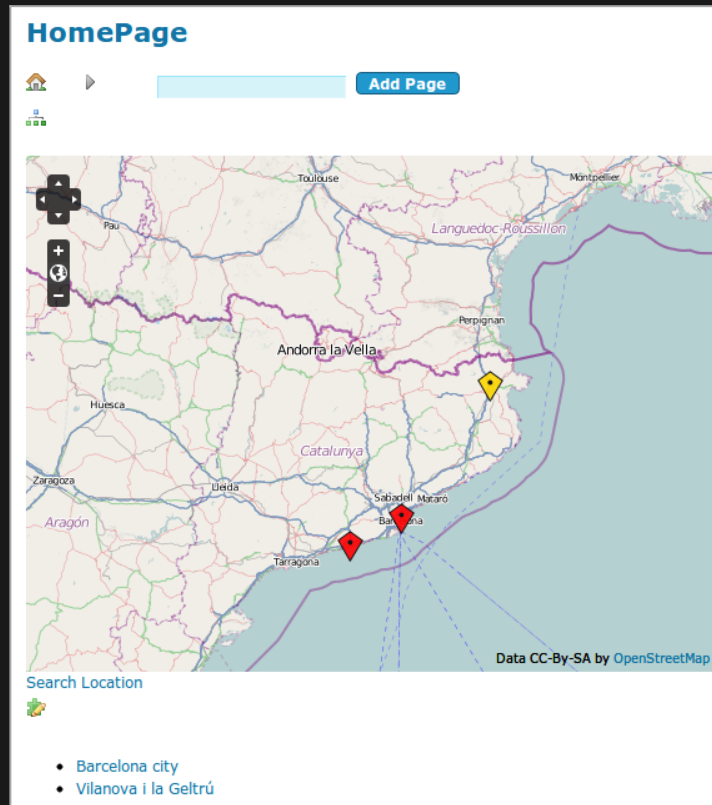 HomePage
Add Page
Toulouse
Montpellier
Pau
Languedoc-Roussillon
Perpignan
Andorra la Vella
Huesca
Catalunya
Zaragoza
Lleida
Sabadell Mataró
Aragón
Tarragona
Data CC-By-SA by OpenStreetMap
Search Location
Barcelona city
Vilanova i la Geltrú